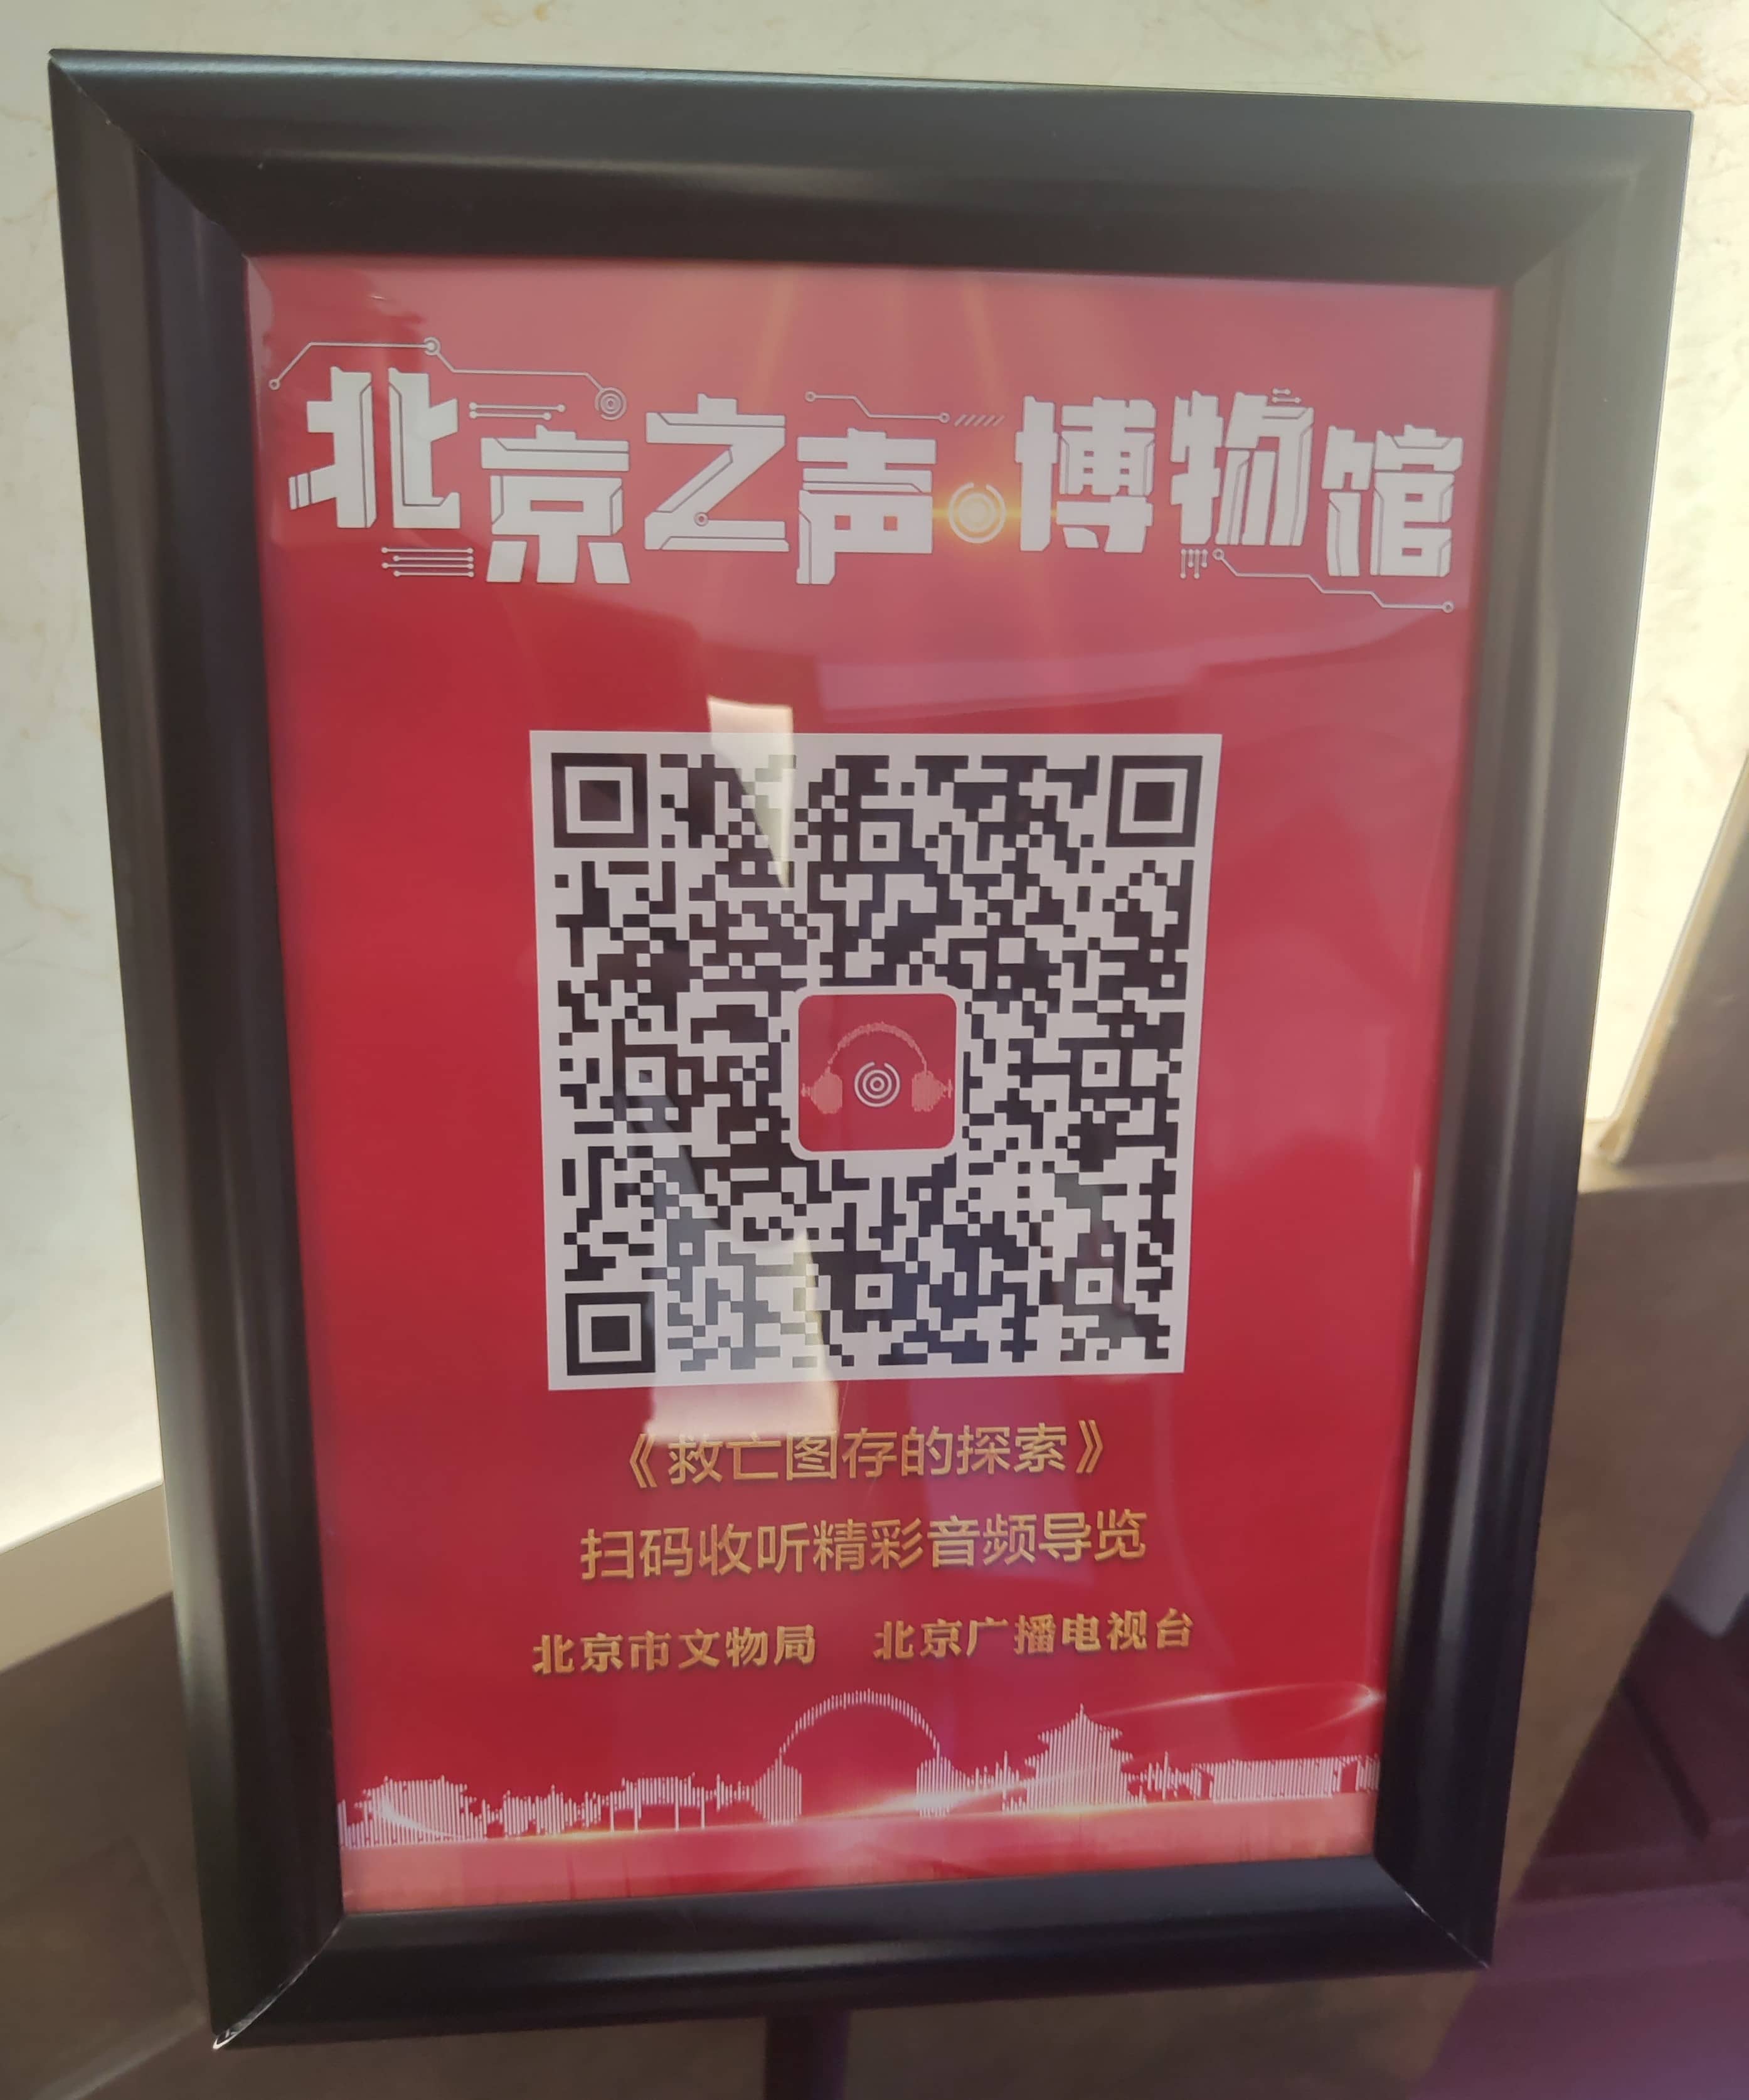 北京之声·博物馆
《救亡图存的探索》
扫码收听精彩音频导览
北京市文物局 北京广播电视台